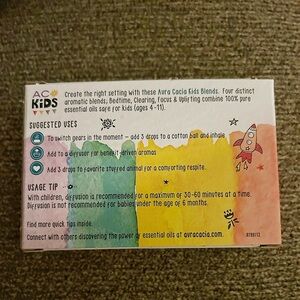 AC
KiDS
Create the right setting with these Aura Cacia Kids Blends. Four distinct
aromatic blends, Bedtime, Clearing, Focus & Uplifting combine 100% pure
essential oils safe for kids (ages 4-11).
SUGGESTED USES
To switch gears in the moment – add 3 drops to a cotton ball and inhale
Add to a diffuser for benefit-driven aromas
Add 3 drops to favorite stuffed animal for a comforting respite.
USAGE TIP
With children, diffusion is recommended for a maximum of 30-60 minutes at a time.
Diffusion is not recommended for babies under the age of 6 months.
Find more quick tips inside.
Connect with others discovering the power of essential oils at auracacia.com.